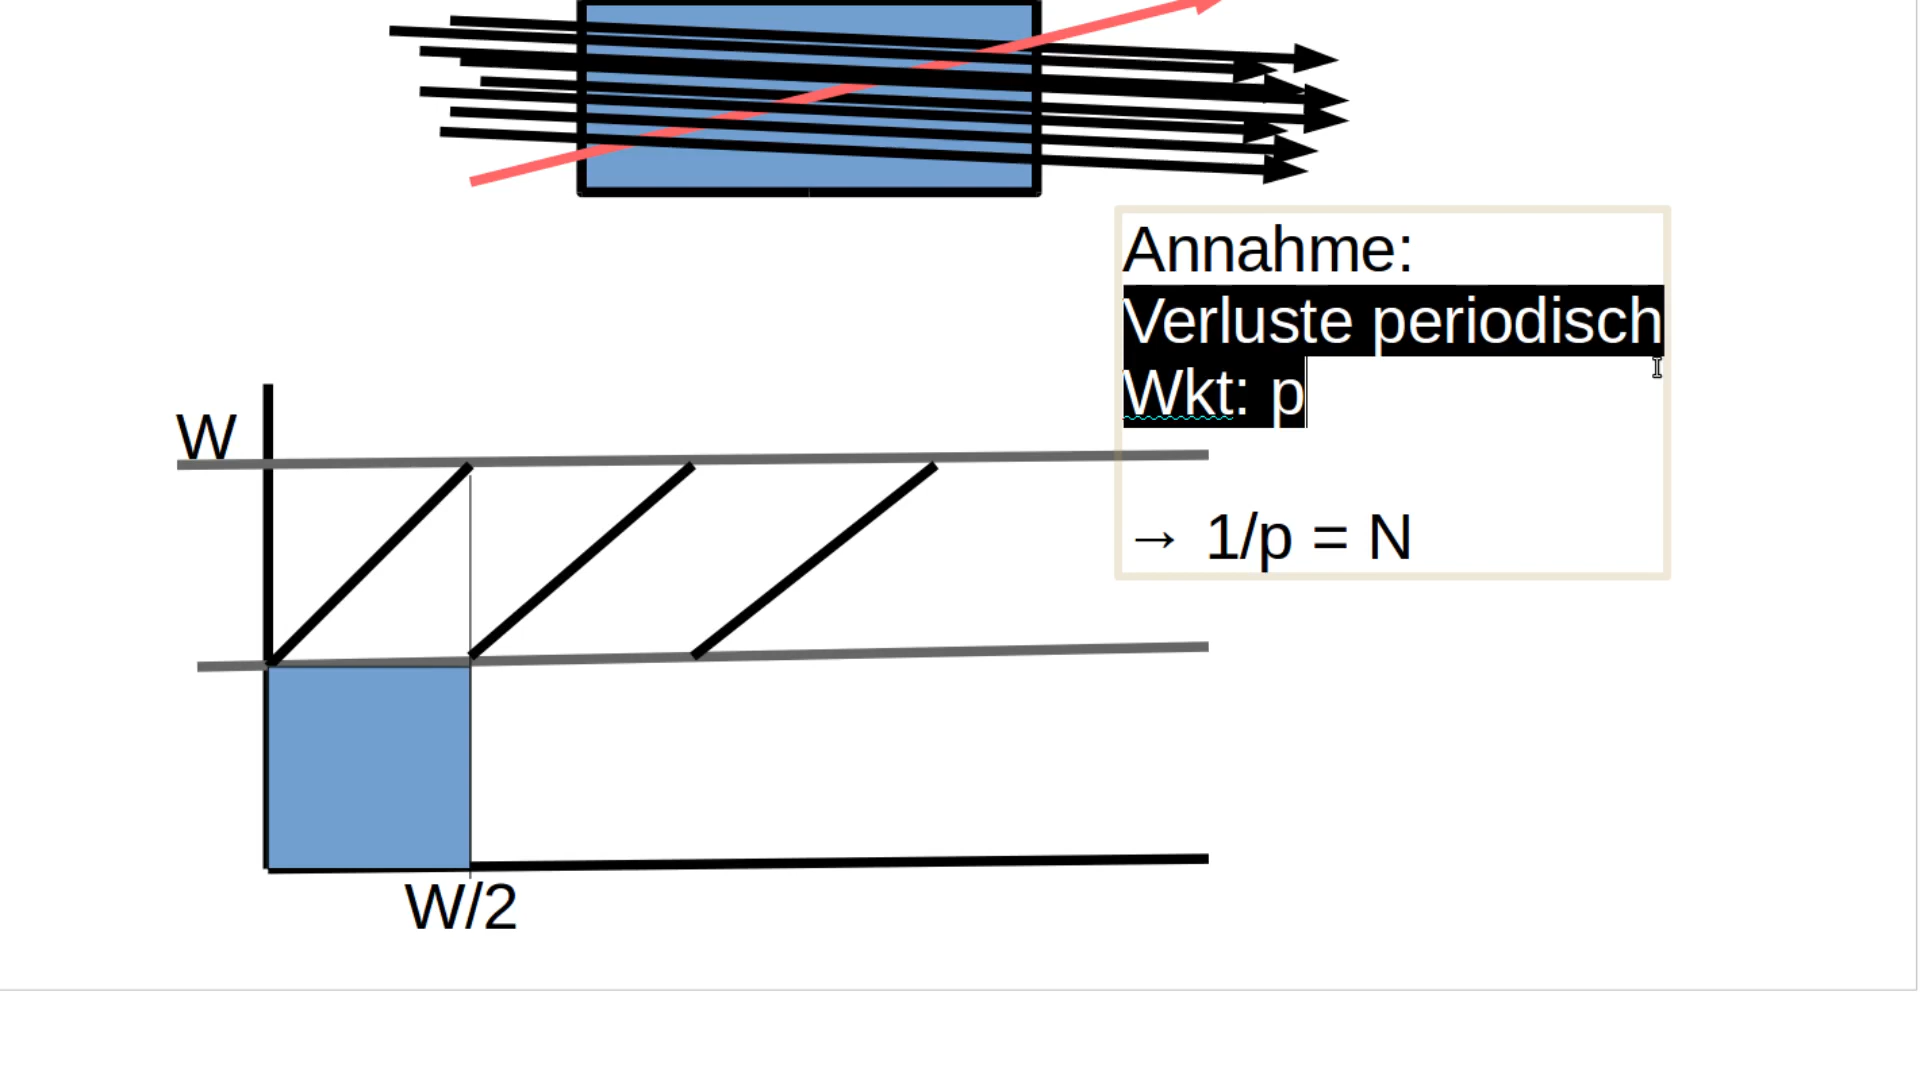 Annahme:
Verluste periodisch
Wkt: p
→ 1/p = N
W
W/2